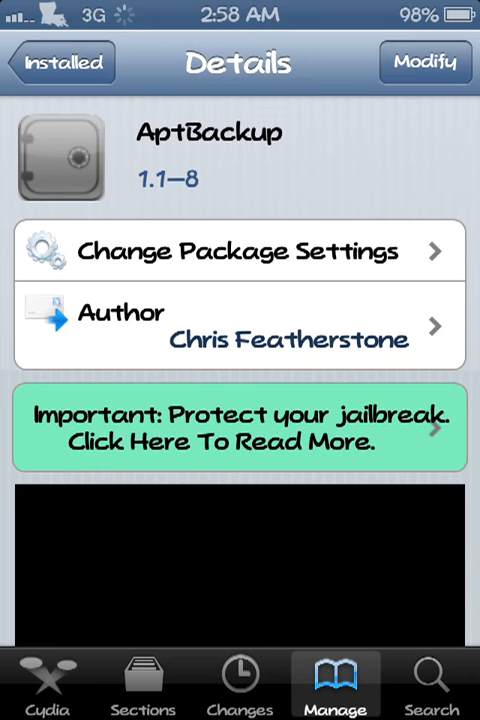 3G 2:58 AM 98%
Installed Details Modify
AptBackup
1.1-8
Change Package Settings
Author
Chris Featherstone
Important: Protect your jailbreak.
Click Here To Read More.
Cydia Sections Changes Manage Search